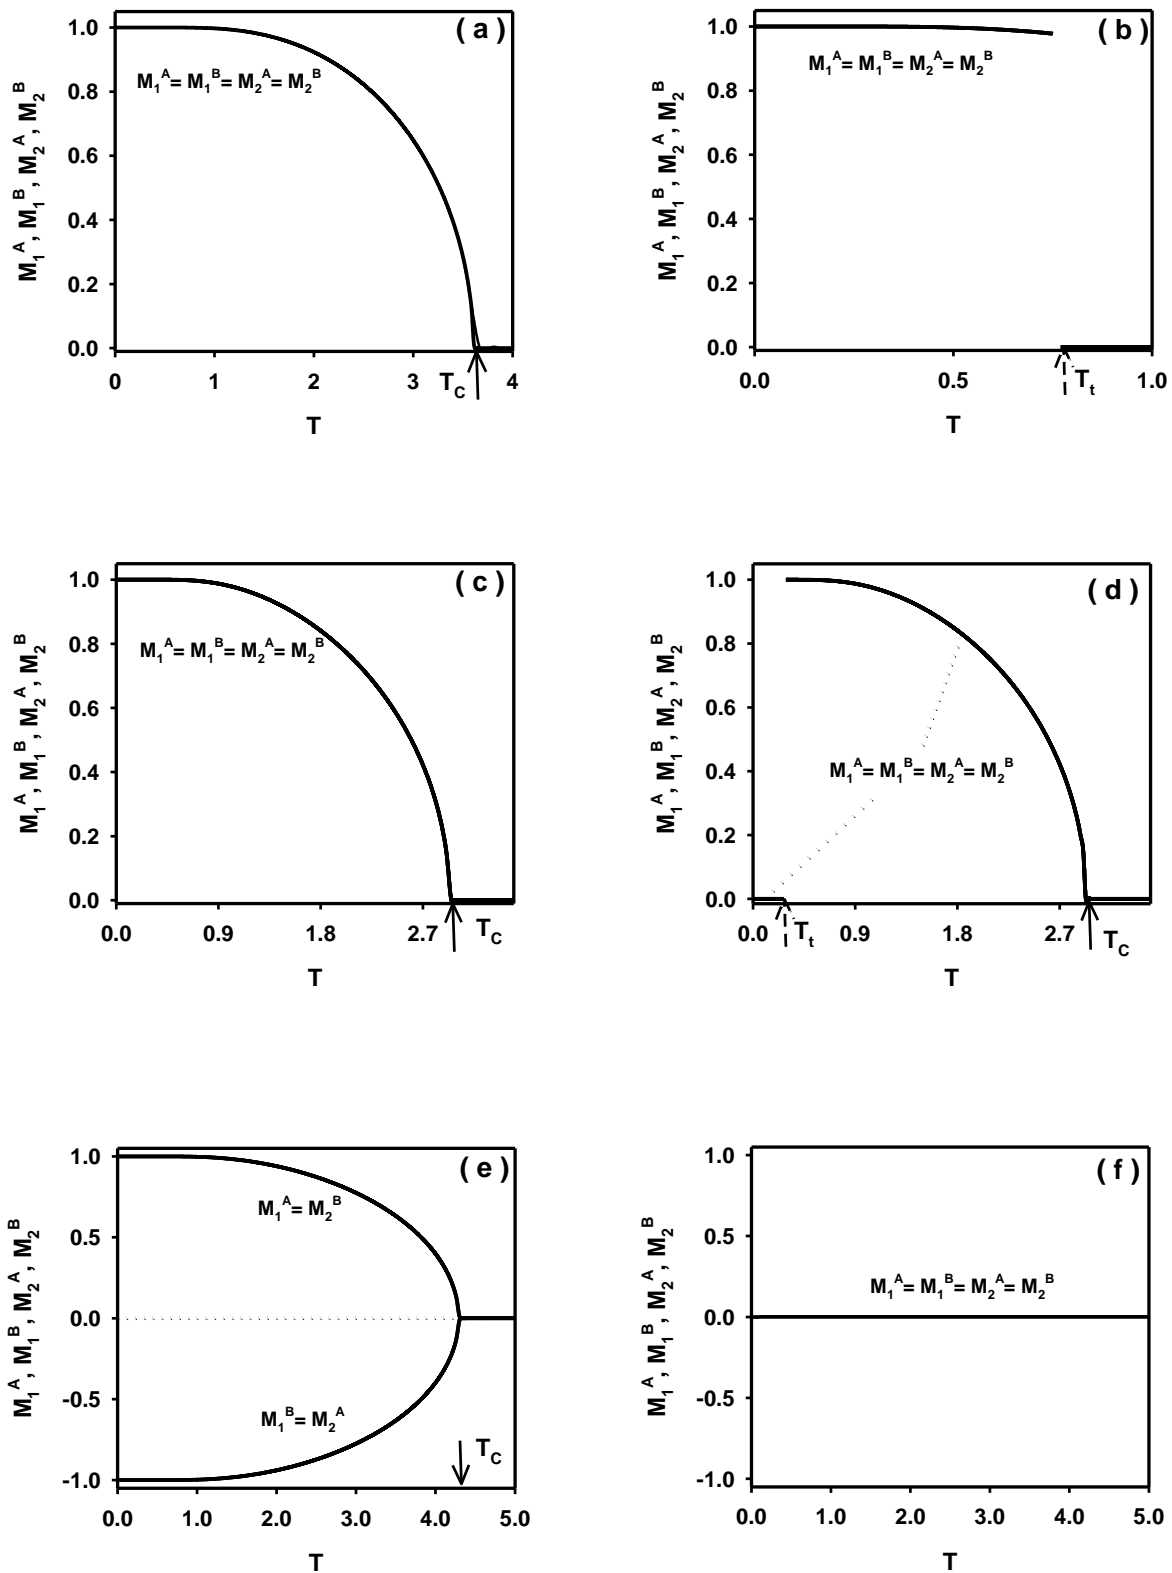 ( a )
M₁ᴬ = M₁ᴮ = M₂ᴬ = M₂ᴮ
M₁ᴬ , M₁ᴮ , M₂ᴬ , M₂ᴮ
1.0
0.8
0.6
0.4
0.2
0.0
0 1 2 3 4
T_C
T
( b )
M₁ᴬ = M₁ᴮ = M₂ᴬ = M₂ᴮ
M₁ᴬ , M₁ᴮ , M₂ᴬ , M₂ᴮ
1.0
0.8
0.6
0.4
0.2
0.0
0.0 0.5 1.0
T_t
T
( c )
M₁ᴬ = M₁ᴮ = M₂ᴬ = M₂ᴮ
M₁ᴬ , M₁ᴮ , M₂ᴬ , M₂ᴮ
1.0
0.8
0.6
0.4
0.2
0.0
0.0 0.9 1.8 2.7
T_C
T
( d )
M₁ᴬ = M₁ᴮ = M₂ᴬ = M₂ᴮ
M₁ᴬ , M₁ᴮ , M₂ᴬ , M₂ᴮ
1.0
0.8
0.6
0.4
0.2
0.0
0.0 0.9 1.8 2.7
T_t
T_C
T
( e )
M₁ᴬ = M₂ᴮ
M₁ᴮ = M₂ᴬ
M₁ᴬ , M₁ᴮ , M₂ᴬ , M₂ᴮ
1.0
0.5
0.0
-0.5
-1.0
0.0 1.0 2.0 3.0 4.0 5.0
T_C
T
( f )
M₁ᴬ = M₁ᴮ = M₂ᴬ = M₂ᴮ
M₁ᴬ , M₁ᴮ , M₂ᴬ , M₂ᴮ
1.0
0.5
0.0
-0.5
-1.0
0.0 1.0 2.0 3.0 4.0 5.0
T